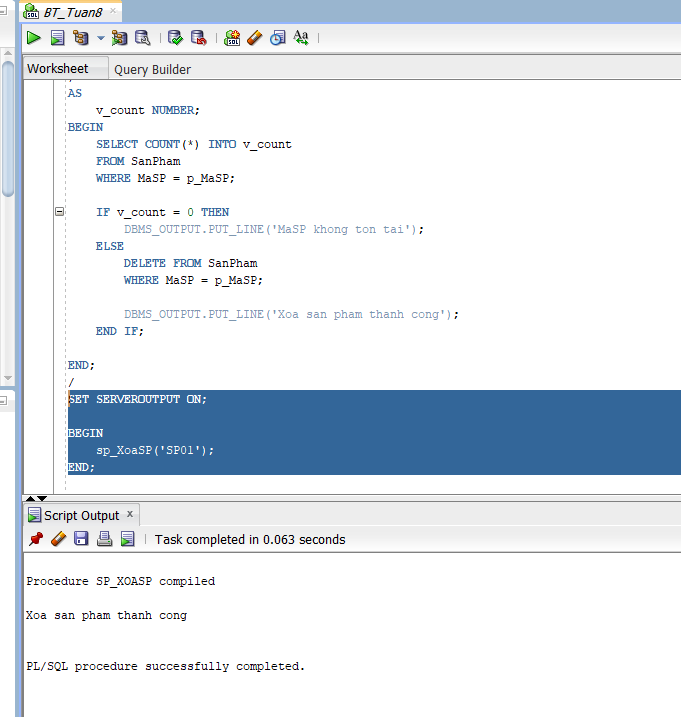 BT_Tuan8
Worksheet Query Builder
AS
    v_count NUMBER;
BEGIN
    SELECT COUNT(*) INTO v_count
    FROM SanPham
    WHERE MaSP = p_MaSP;
    IF v_count = 0 THEN
        DBMS_OUTPUT.PUT_LINE('MaSP khong ton tai');
    ELSE
        DELETE FROM SanPham
        WHERE MaSP = p_MaSP;
        DBMS_OUTPUT.PUT_LINE('Xoa san pham thanh cong');
    END IF;
END;
/
SET SERVEROUTPUT ON;
BEGIN
    sp_XoaSP('SP01');
END;
Script Output x
Task completed in 0.063 seconds
Procedure SP_XOASP compiled
Xoa san pham thanh cong
PL/SQL procedure successfully completed.